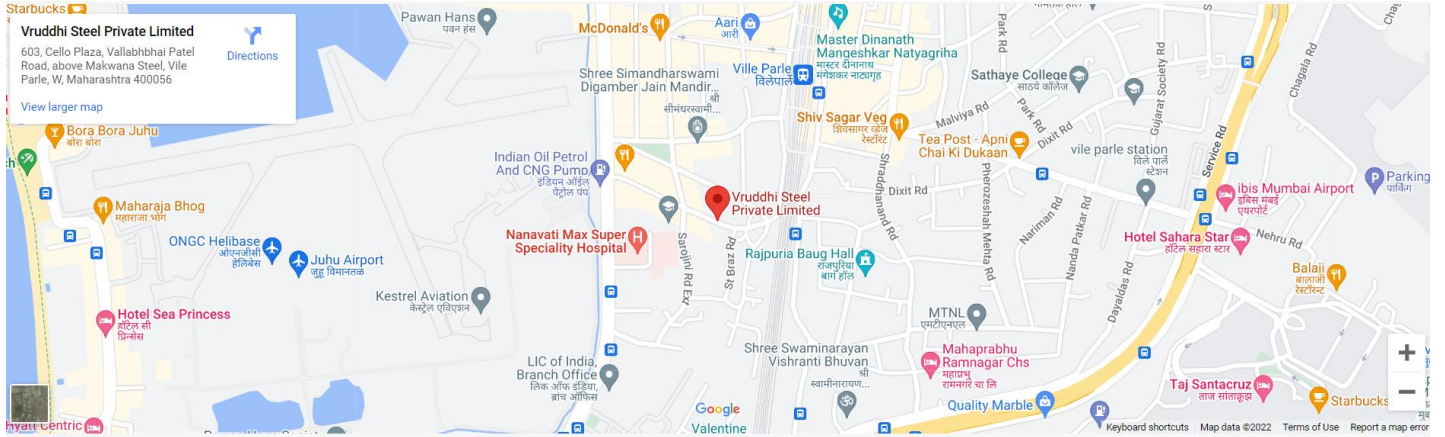 Starbucks
Vruddhi Steel Private Limited
603, Cello Plaza, Vallabhbhai Patel
Road, above Makwana Steel, Vile
Parle, W, Maharashtra 400056
Directions
View larger map
Pawan Hans
पवन हंस
McDonald's
Aari
आरी
Master Dinanath
Mangeshkar Natyagriha
मास्टर दीनानाथ
मंगेशकर नाट्यगृह
Park Rd
Chagala Rd
Ville Parle
विलेपार्ले
Shree Simandharswami
Digamber Jain Mandir...
श्री
सीमंधरस्वामी...
Sathaye College
साठये कॉलेज
Gujarat Society Rd
Service Rd
Malviya Rd
Park Rd
Dixit Rd
Shiv Sagar Veg
शिवसागर व्हेज
रेस्टॉरंट
Tea Post - Apni
Chai Ki Dukaan
vile parle station
विले पार्ले
स्टेशन
Bora Bora Juhu
बोरा बोरा
Indian Oil Petrol
And CNG Pump
इंडियन ऑईल
पेट्रोल पंप
Parking
पार्किंग
Maharaja Bhog
महाराजा भोग
Vruddhi Steel
Private Limited
Dixit Rd
Shraddhanand Rd
Pherozeshah Mehta Rd
Nariman Rd
Nanda Patkar Rd
ibis Mumbai Airport
इबिस मुंबई
एयरपोर्ट
ONGC Helibase
ओएनजीसी
हेलिबेस
Juhu Airport
जुहू विमानतळ
Nanavati Max Super
Speciality Hospital
Sarojini Rd Ext
St Braz Rd
Rajpuria Baug Hall
राजपुरिया
बाग हॉल
Hotel Sahara Star
हॉटेल सहारा स्टार
Nehru Rd
Dayaldas Rd
Balaji
बालाजी
रेस्टॉरन्ट
Kestrel Aviation
केस्ट्रेल एविएशन
Hotel Sea Princess
हॉटेल सी
प्रिन्सेस
MTNL
एमटीएनएल
LIC of India,
Branch Office
लिक ऑफ इंडिया,
ब्रांच ऑफिस
Shree Swaminarayan
Vishranti Bhuvan
श्री
स्वामीनारायण...
Mahaprabhu
Ramnagar Chs
महाप्रभु
रामनगर चा लि
Taj Santacruz
ताज सांताक्रूझ
Starbucks
Quality Marble
Hyatt Centric
Google
Valentine
Keyboard shortcuts
Map data ©2022
Terms of Use
Report a map error